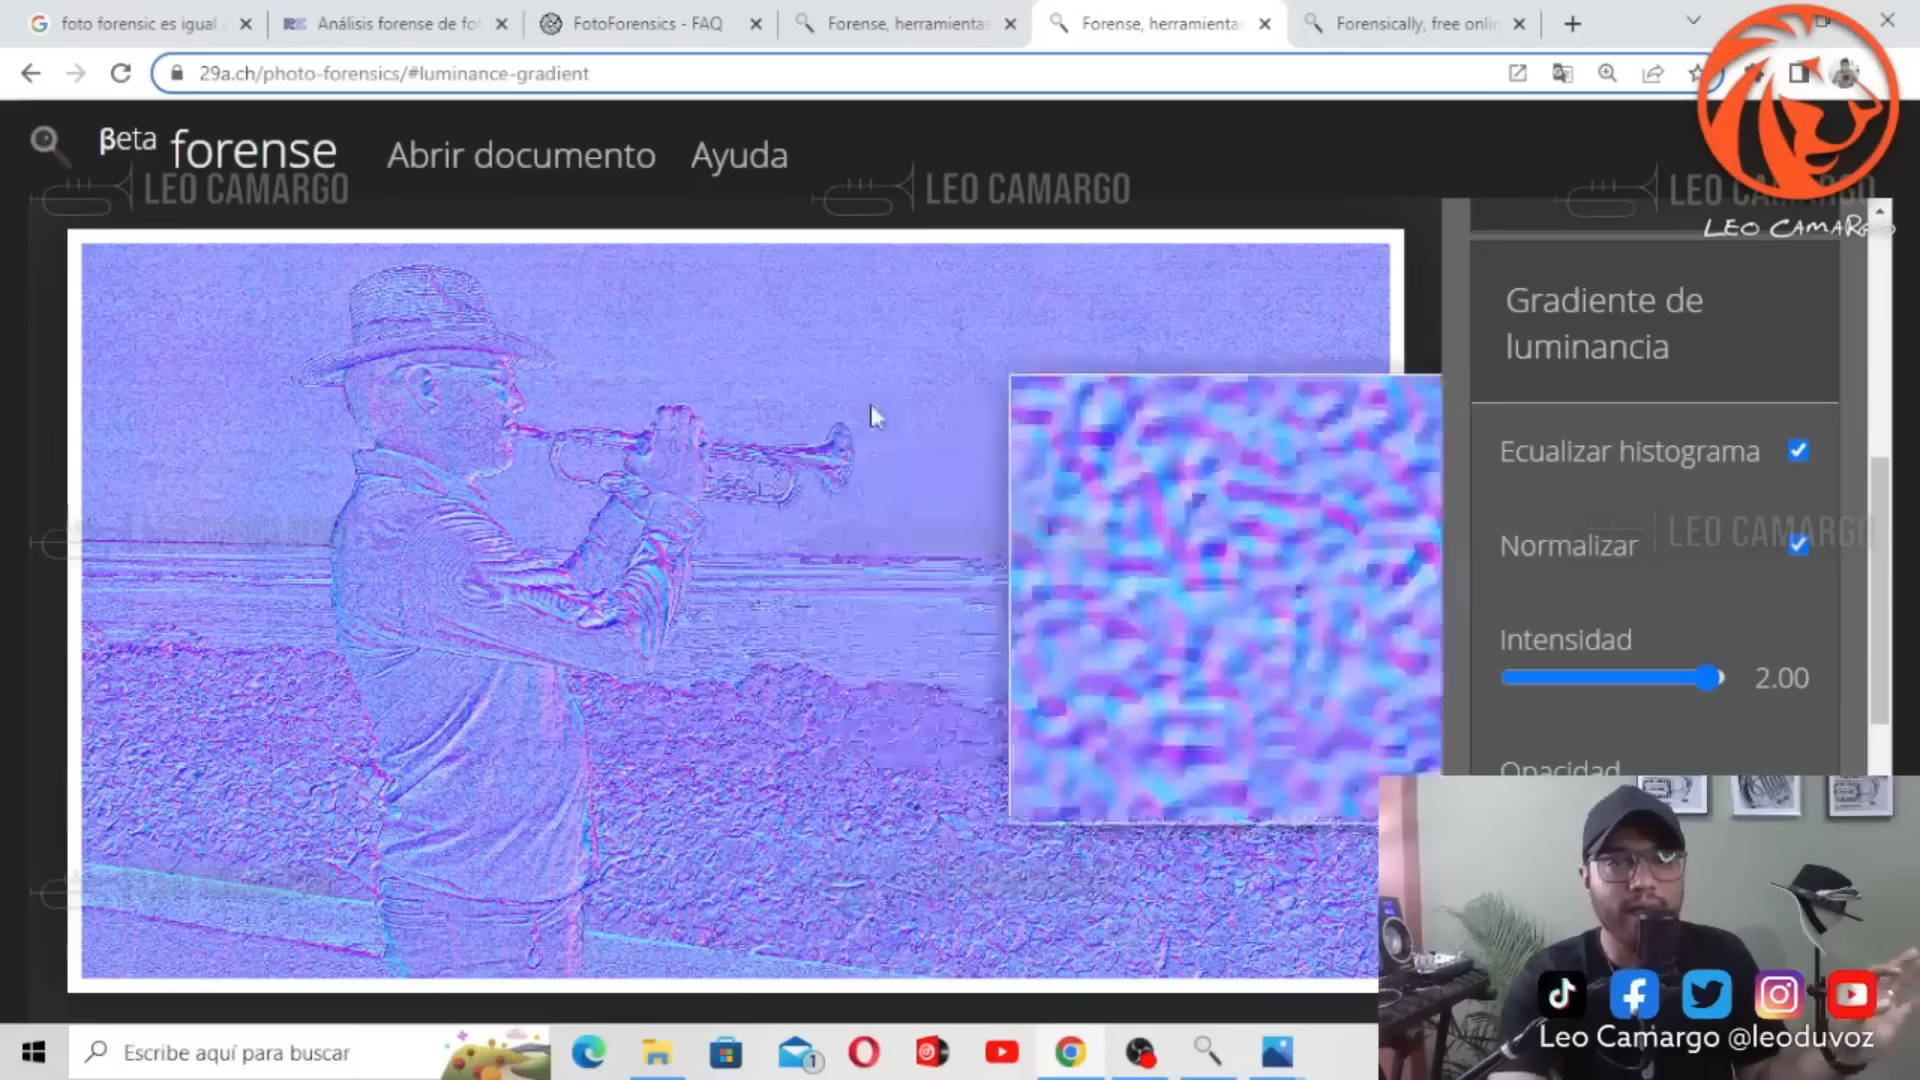 foto forensic es igual
Análisis forense de fo
FotoForensics - FAQ
Forense, herramientas
Forense, herramientas
Forensically, free onlin
29a.ch/photo-forensics/#luminance-gradient
βeta forense
Abrir documento
Ayuda
LEO CAMARGO
LEO CAMARGO
LEO CAMARGO
LEO CAMARGO
Gradiente de
luminancia
Ecualizar histograma
LEO CAMARGO
Normalizar
Intensidad
2.00
Opacidad
Leo Camargo @leoduvoz
Escribe aquí para buscar
1